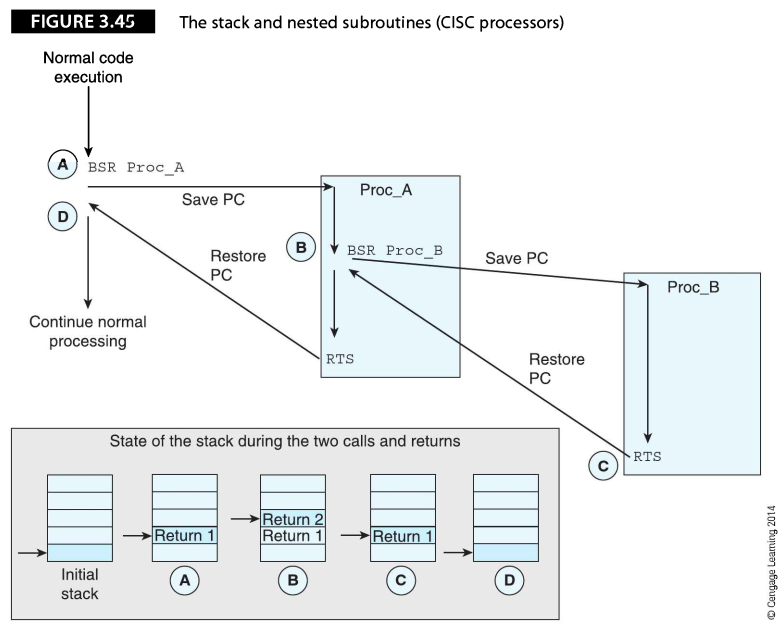 FIGURE 3.45 The stack and nested subroutines (CISC processors)
Normal code
execution
A BSR Proc_A
Save PC
Proc_A
D
B BSR Proc_B
Restore
PC
Save PC
Proc_B
Continue normal
processing
RTS
Restore
PC
C RTS
State of the stack during the two calls and returns
Return 2
Return 1 Return 1 Return 1
Initial
stack
A B C D
© Cengage Learning 2014